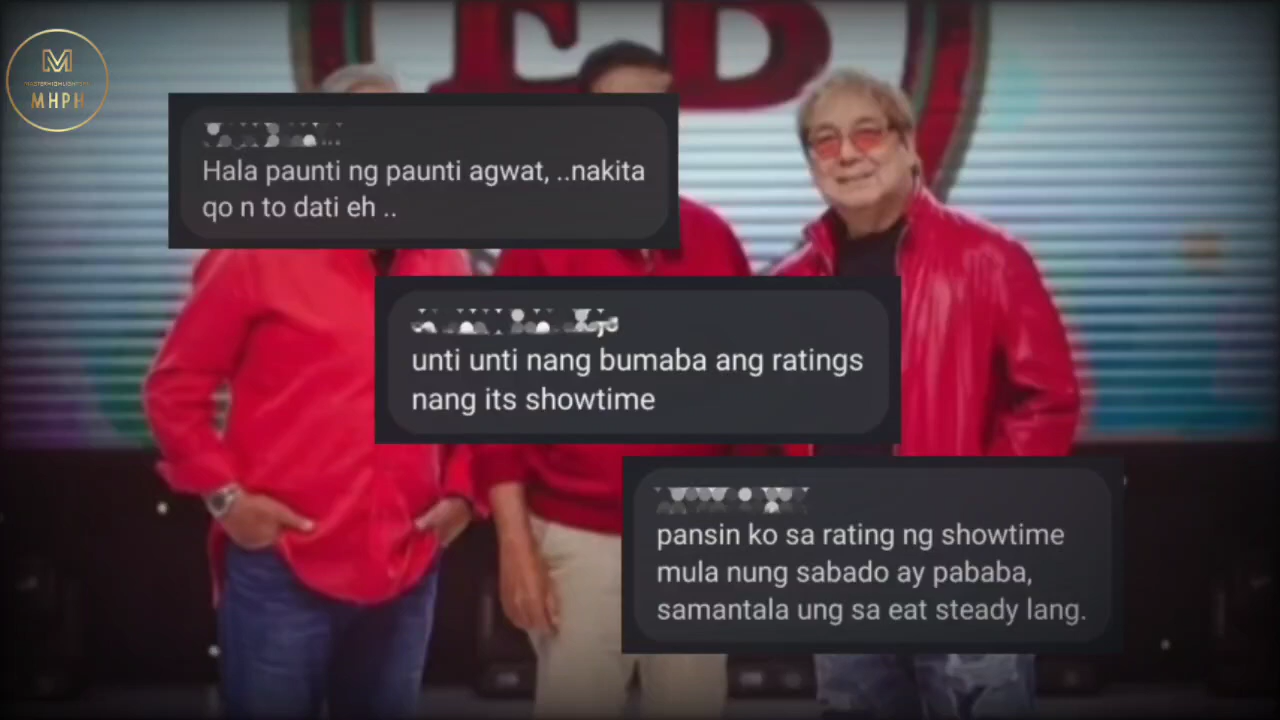 M
MHPH
EB
Hala paunti ng paunti agwat, ..nakita
qo n to dati eh ..
unti unti nang bumaba ang ratings
nang its showtime
pansin ko sa rating ng showtime
mula nung sabado ay pababa,
samantala ung sa eat steady lang.